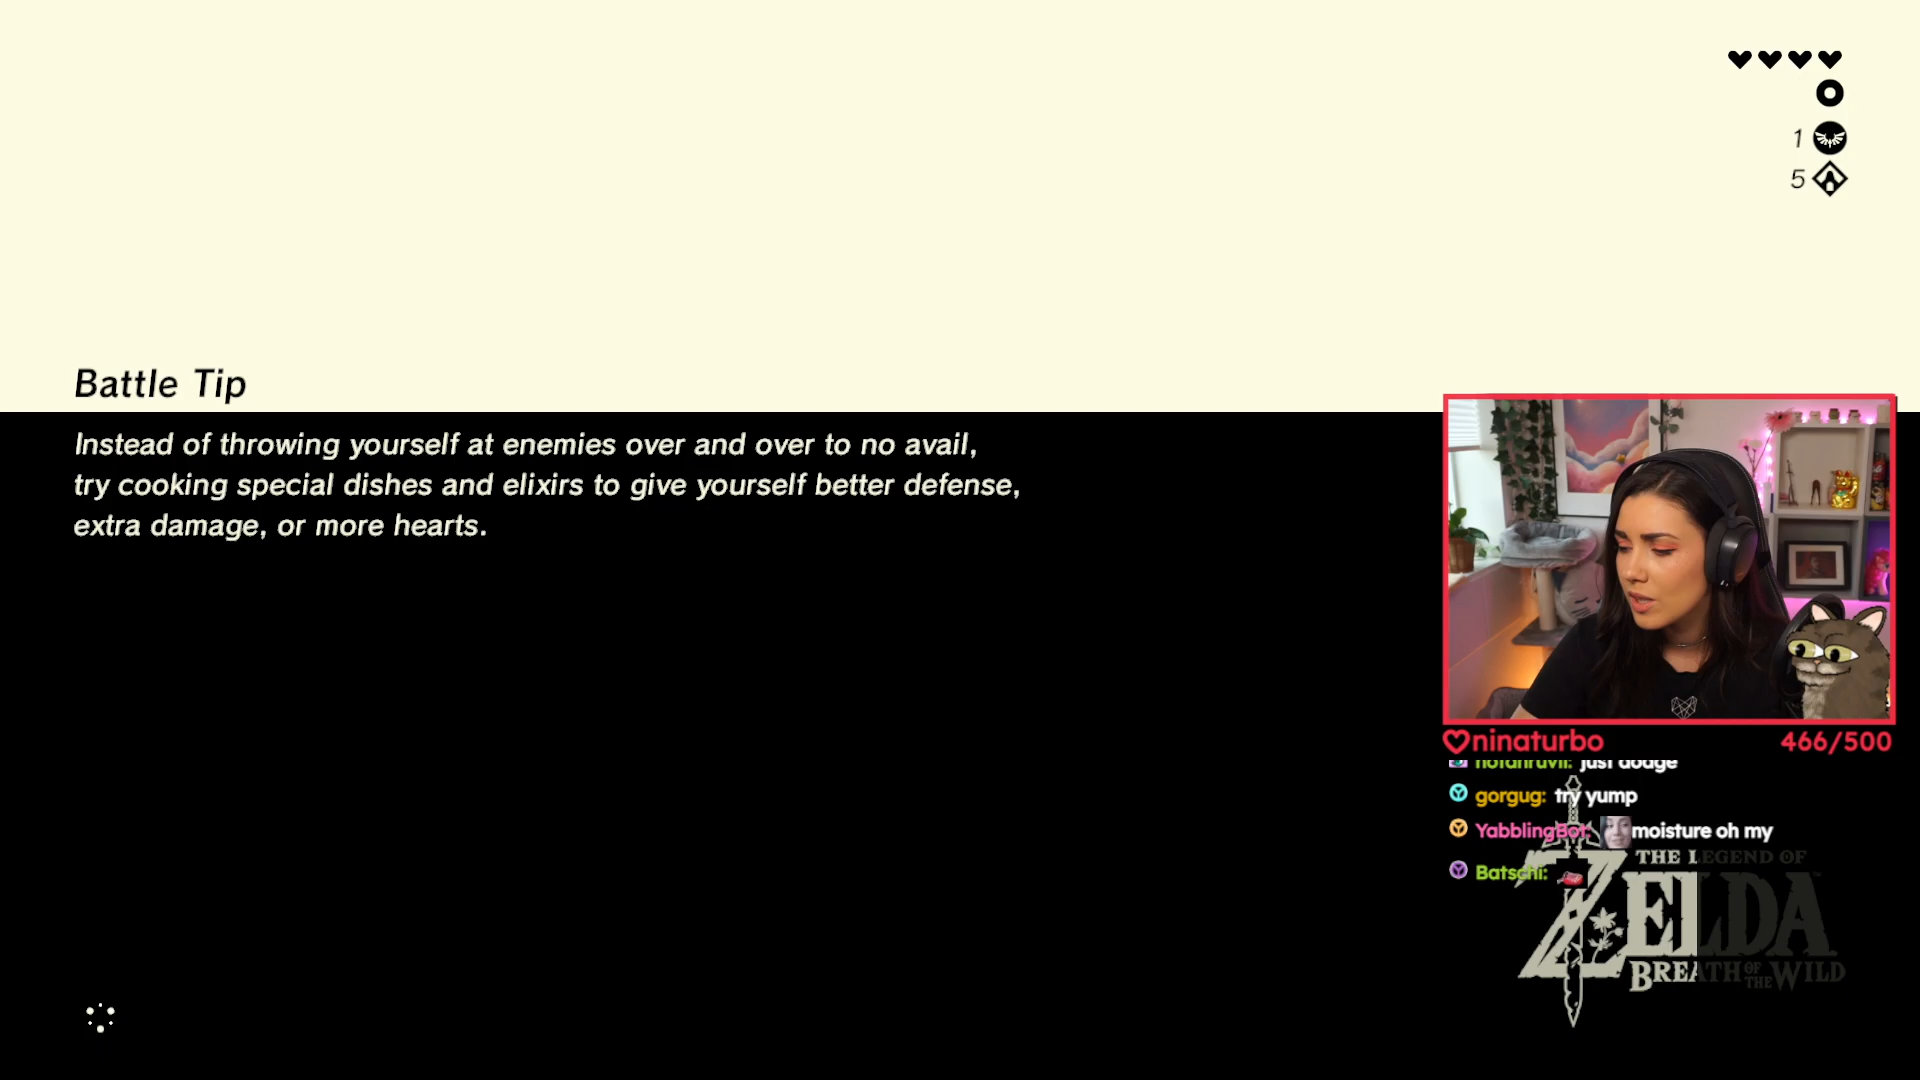 1
5
Battle Tip
Instead of throwing yourself at enemies over and over to no avail,
try cooking special dishes and elixirs to give yourself better defense,
extra damage, or more hearts.
ninaturbo 466/500
just dodge
gorgug: try yump
YabblingBot: moisture oh my
Batschi:
THE LEGEND OF
ZELDA
BREATH OF THE WILD